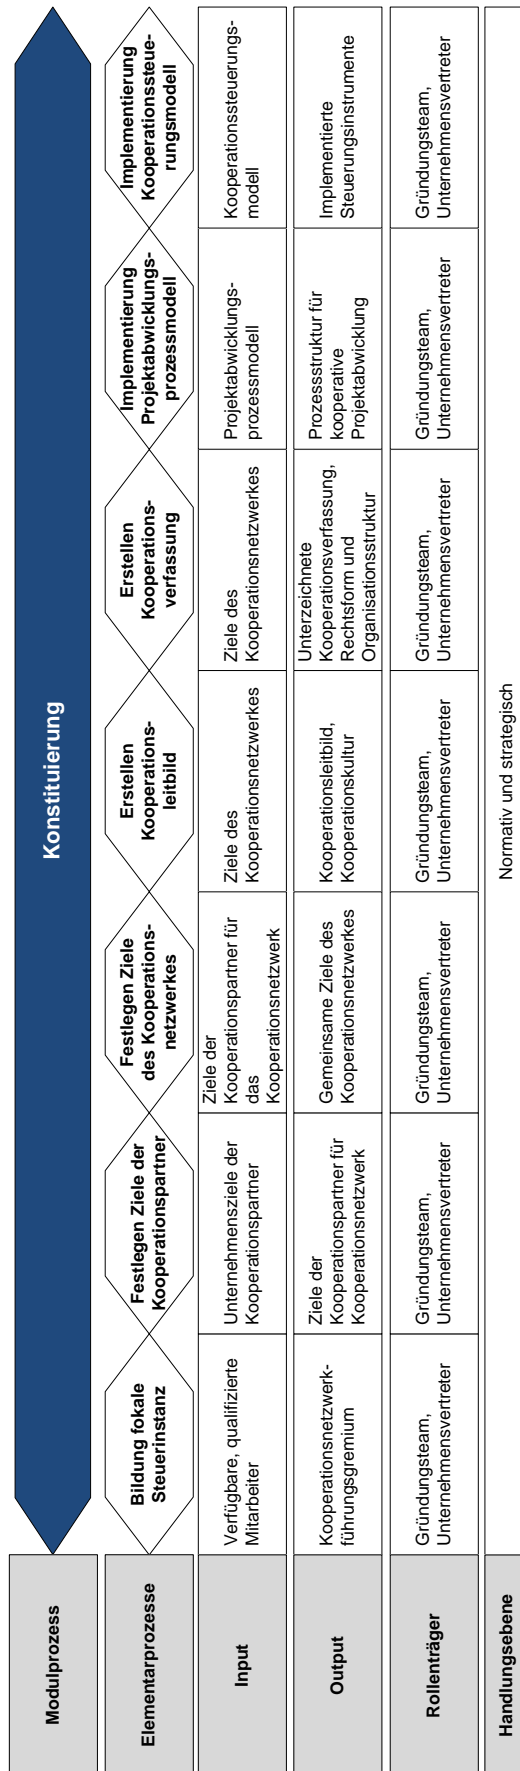 Modulprozess
Konstituierung
Elementarprozesse
Bildung fokale
Steuerinstanz
Festlegen Ziele der
Kooperationspartner
Festlegen Ziele
des Kooperations-
netzwerkes
Erstellen
Kooperations-
leitbild
Erstellen
Kooperations-
verfassung
Implementierung
Projektabwicklungs-
prozessmodell
Implementierung
Kooperationssteue-
rungsmodell
Input
Verfügbare, qualifizierte
Mitarbeiter
Unternehmensziele der
Kooperationspartner
Ziele der
Kooperationspartner für
das
Kooperationsnetzwerk
Ziele des
Kooperationsnetzwerkes
Ziele des
Kooperationsnetzwerkes
Projektabwicklungs-
prozessmodell
Kooperationssteuerungs-
modell
Output
Kooperationsnetzwerk-
führungsgremium
Ziele der
Kooperationspartner für
Kooperationsnetzwerk
Gemeinsame Ziele des
Kooperationsnetzwerkes
Kooperationsleitbild,
Kooperationskultur
Unterzeichnete
Kooperationsverfassung,
Rechtsform und
Organisationsstruktur
Prozessstruktur für
kooperative
Projektabwicklung
Implementierte
Steuerungsinstrumente
Rollenträger
Gründungsteam,
Unternehmensvertreter
Gründungsteam,
Unternehmensvertreter
Gründungsteam,
Unternehmensvertreter
Gründungsteam,
Unternehmensvertreter
Gründungsteam,
Unternehmensvertreter
Gründungsteam,
Unternehmensvertreter
Gründungsteam,
Unternehmensvertreter
Handlungsebene
Normativ und strategisch